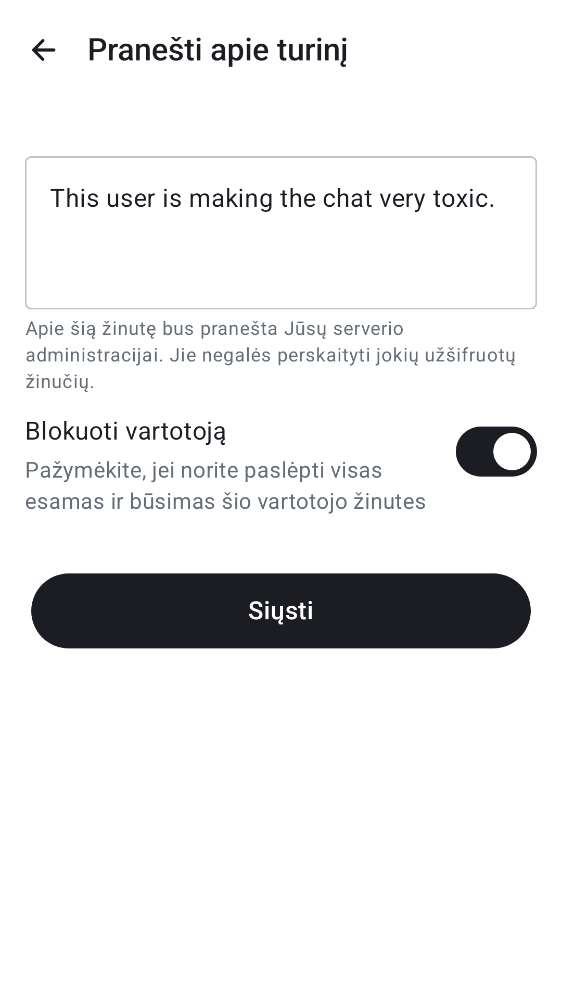 Pranešti apie turinį
This user is making the chat very toxic.
Apie šią žinutę bus pranešta Jūsų serverio
administracijai. Jie negalės perskaityti jokių užšifruotų
žinučių.
Blokuoti vartotoją
Pažymėkite, jei norite paslėpti visas
esamas ir būsimas šio vartotojo žinutes
Siųsti